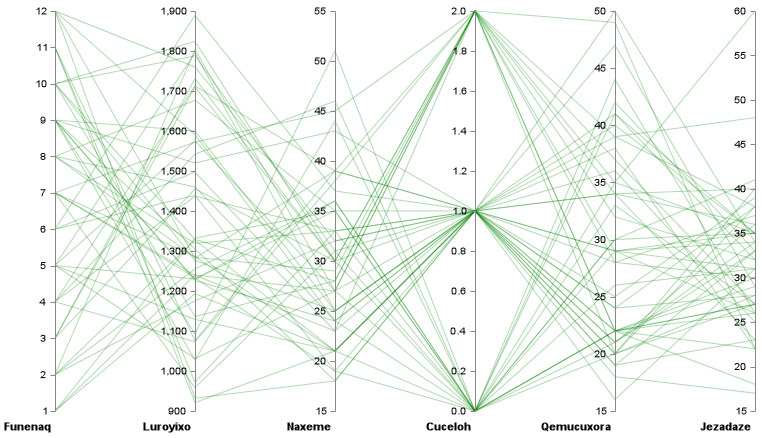 12 1,900 55 2.0 50 60
11 1,800 50 1.8 45 55
10 1,700 45 1.6 40 50
9 1,600 40 1.4 35 45
8 1,500 35 1.2 30 40
7 1,400 30 1.0 25 35
6 1,300 25 0.8 20 30
5 1,200 20 0.6 15 25
4 1,100 15 0.4 20
3 1,000 0.2 15
2 900 0.0
1
Funenaq Luroyixo Naxeme Cuceloh Qemucuxora Jezadaze